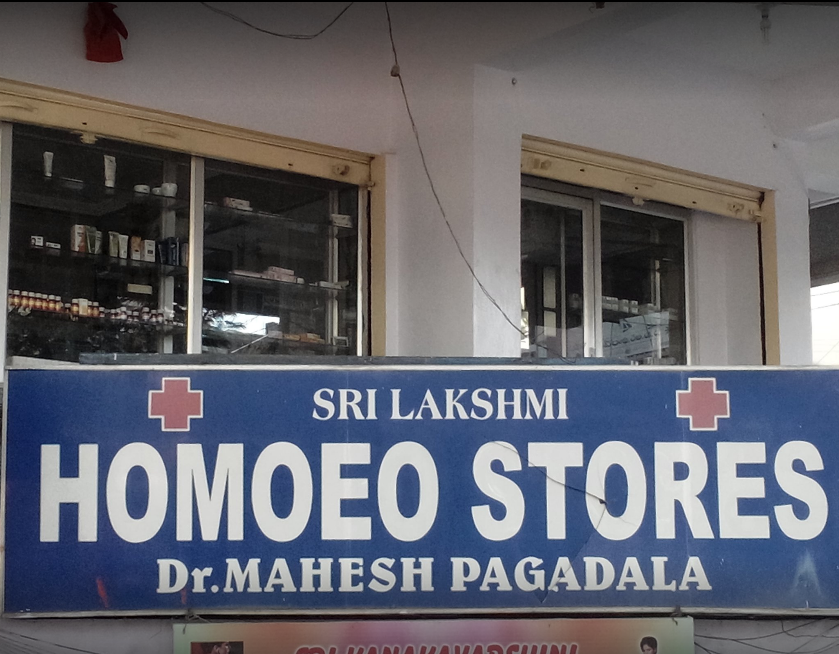 SRI LAKSHMI
HOMOEO STORES
Dr.MAHESH PAGADALA